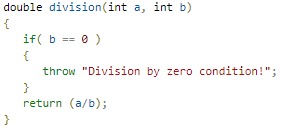 double division(int a, int b)
{
if( b == 0 )
{
throw "Division by zero condition!";
}
return (a/b);
}